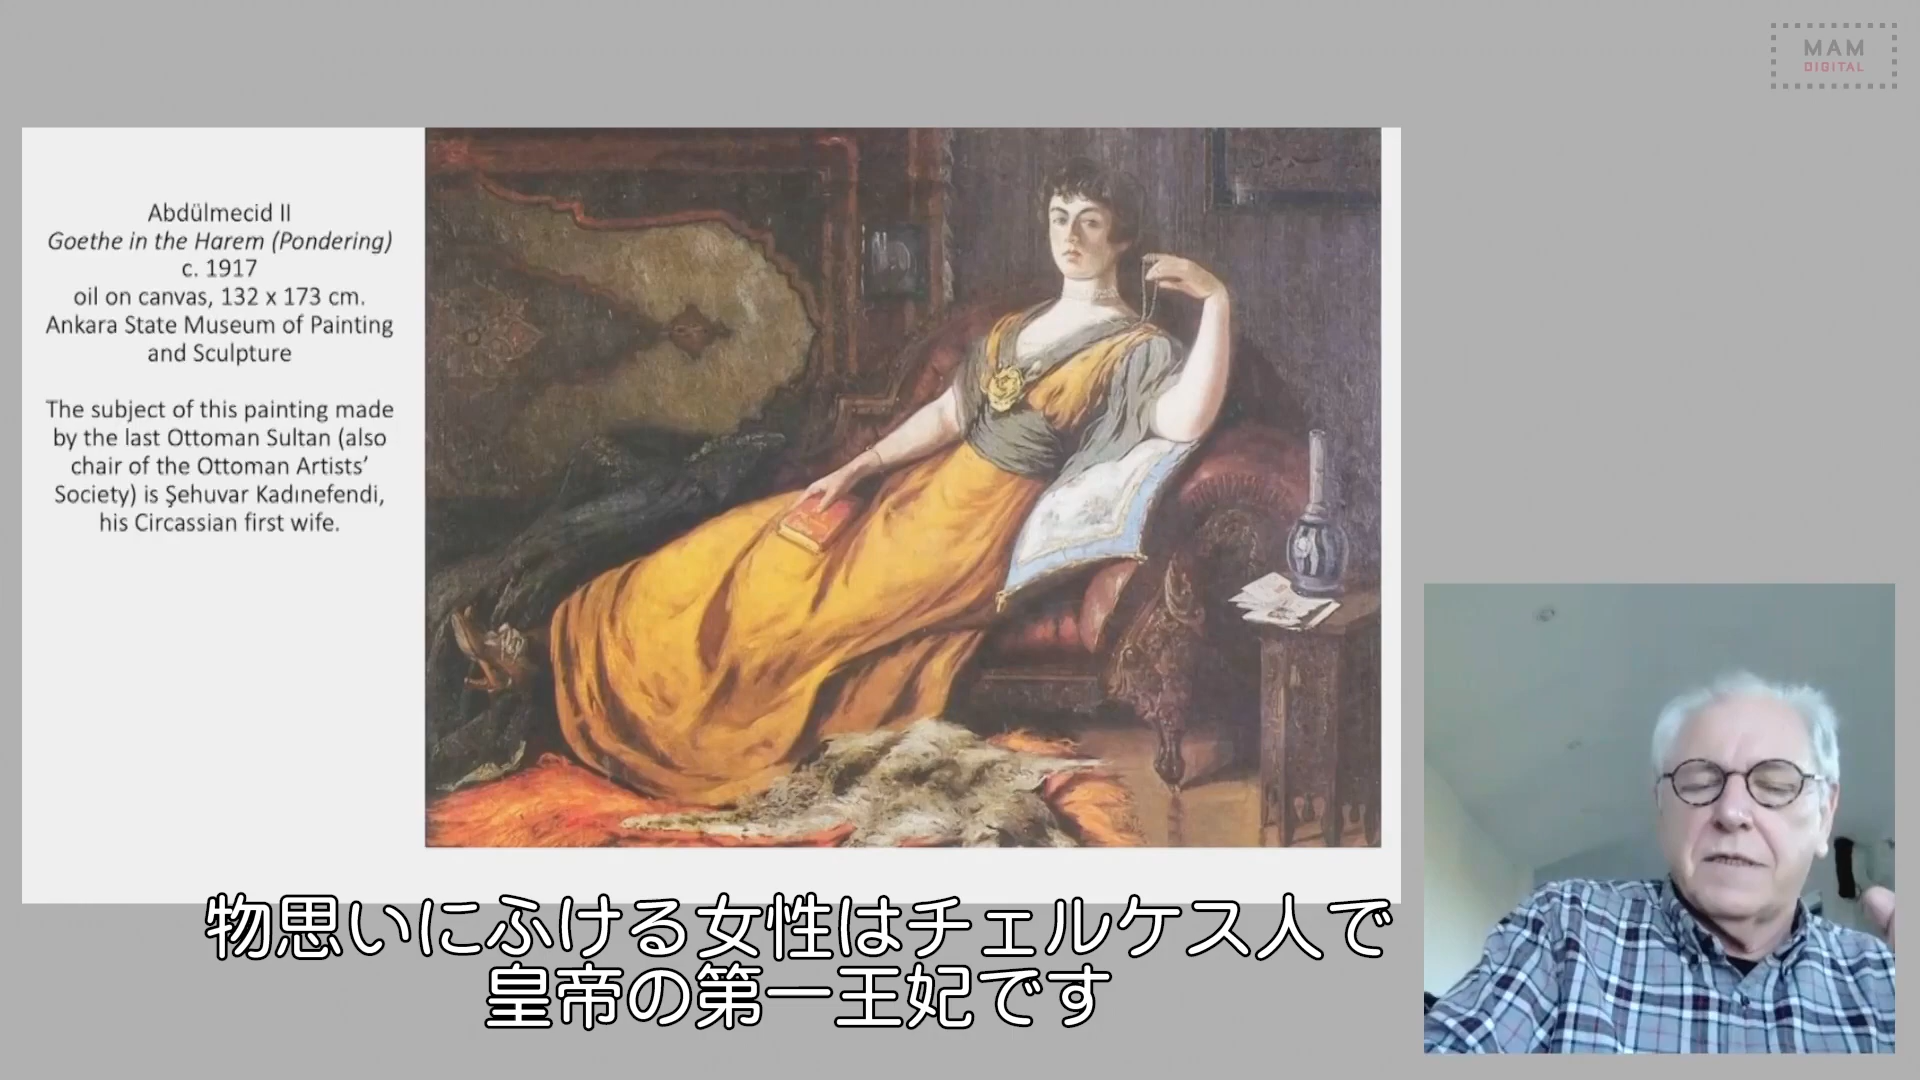 MAM
DIGITAL
Abdülmecid II
Goethe in the Harem (Pondering)
c. 1917
oil on canvas, 132 x 173 cm.
Ankara State Museum of Painting
and Sculpture
The subject of this painting made
by the last Ottoman Sultan (also
chair of the Ottoman Artists’
Society) is Şehuvar Kadınefendi,
his Circassian first wife.
物思いにふける女性はチェルケス人で
皇帝の第一王妃です